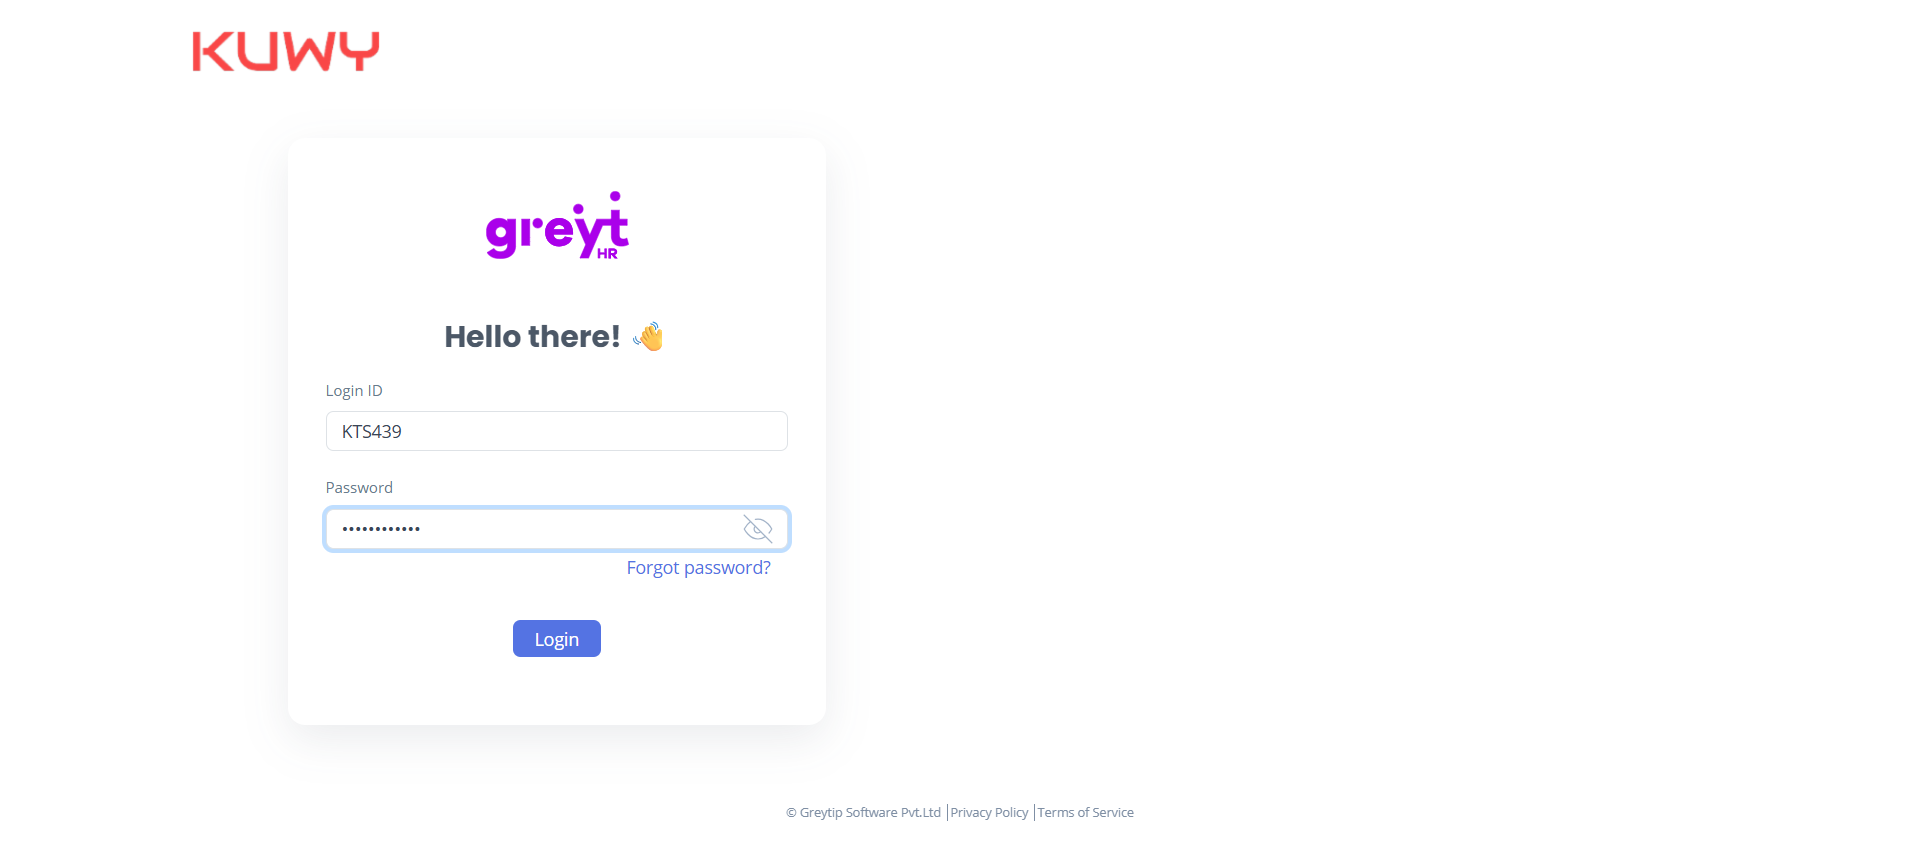 KUWY
greyt
HR
Hello there! 👋
Login ID
KTS439
Password
••••••••••••
Forgot password?
Login
© Greytip Software Pvt.Ltd | Privacy Policy | Terms of Service